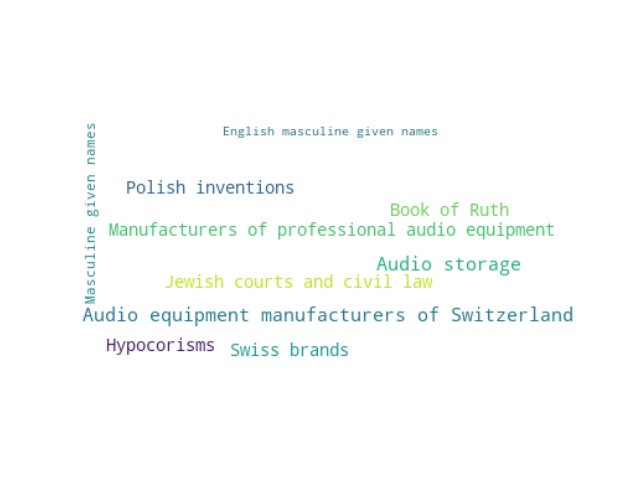 English masculine given names
Masculine given names
Polish inventions
Book of Ruth
Manufacturers of professional audio equipment
Audio storage
Jewish courts and civil law
Audio equipment manufacturers of Switzerland
Hypocorisms
Swiss brands